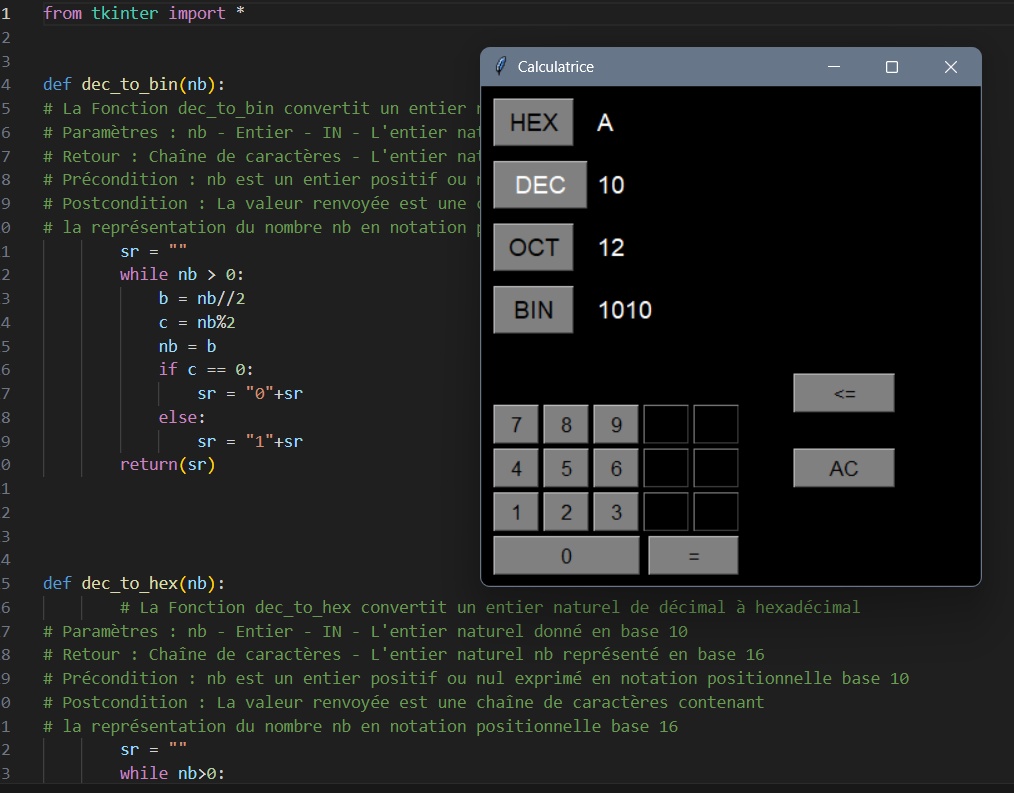 1 from tkinter import *
2
3
4 def dec_to_bin(nb):
5 # La Fonction dec_to_bin convertit un entier
6 # Paramètres : nb - Entier - IN - L'entier nat
7 # Retour : Chaîne de caractères - L'entier nat
8 # Précondition : nb est un entier positif ou
9 # Postcondition : La valeur renvoyée est une
0 # la représentation du nombre nb en notation
1 sr = ""
2 while nb > 0:
3 b = nb//2
4 c = nb%2
5 nb = b
6 if c == 0:
7 sr = "0"+sr
8 else:
9 sr = "1"+sr
0 return(sr)
1
2
3
4
5 def dec_to_hex(nb):
6 # La Fonction dec_to_hex convertit un entier naturel de décimal à hexadécimal
7 # Paramètres : nb - Entier - IN - L'entier naturel donné en base 10
8 # Retour : Chaîne de caractères - L'entier naturel nb représenté en base 16
9 # Précondition : nb est un entier positif ou nul exprimé en notation positionnelle base 10
0 # Postcondition : La valeur renvoyée est une chaîne de caractères contenant
1 # la représentation du nombre nb en notation positionnelle base 16
2 sr = ""
3 while nb>0:
Calculatrice
HEX A
DEC 10
OCT 12
BIN 1010
<=
7 8 9
4 5 6
AC
1 2 3
0 =